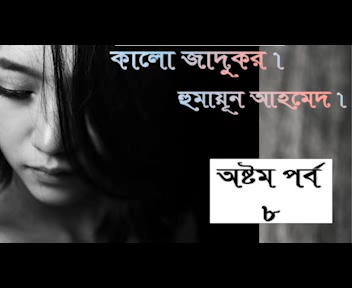 কালো জাদুকর ।
হুমায়ূন আহমেদ ।
অষ্টম পর্ব
৮